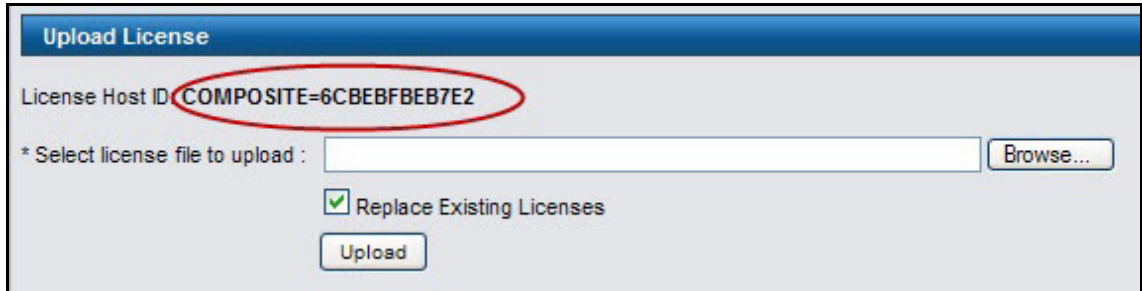 Upload License
License Host ID: COMPOSITE=6CBEBFBEB7E2
* Select license file to upload : Browse...
Replace Existing Licenses
Upload